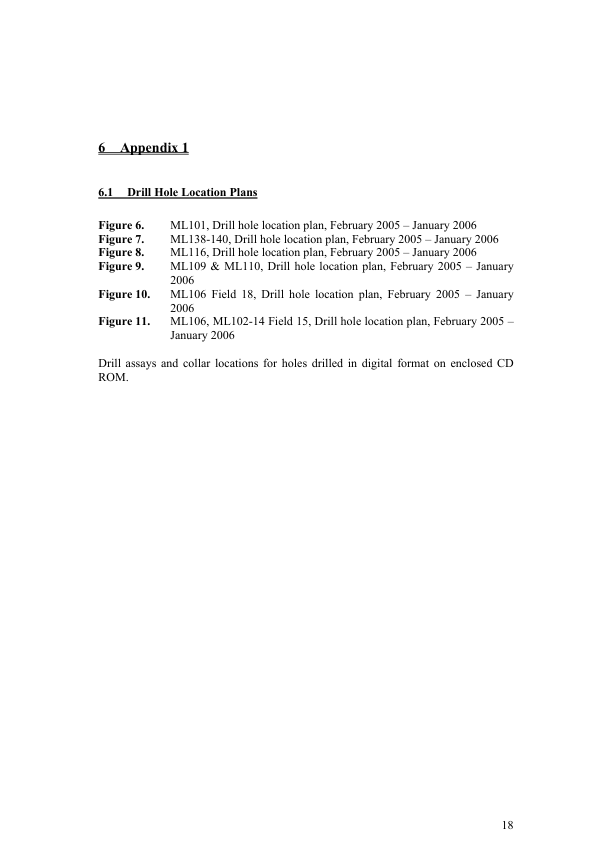 6 Appendix 1
6.1 Drill Hole Location Plans
Figure 6. ML101, Drill hole location plan, February 2005 – January 2006
Figure 7. ML138-140, Drill hole location plan, February 2005 – January 2006
Figure 8. ML116, Drill hole location plan, February 2005 – January 2006
Figure 9. ML109 & ML110, Drill hole location plan, February 2005 – January
2006
Figure 10. ML106 Field 18, Drill hole location plan, February 2005 – January
2006
Figure 11. ML106, ML102-14 Field 15, Drill hole location plan, February 2005 –
January 2006
Drill assays and collar locations for holes drilled in digital format on enclosed CD
ROM.
18